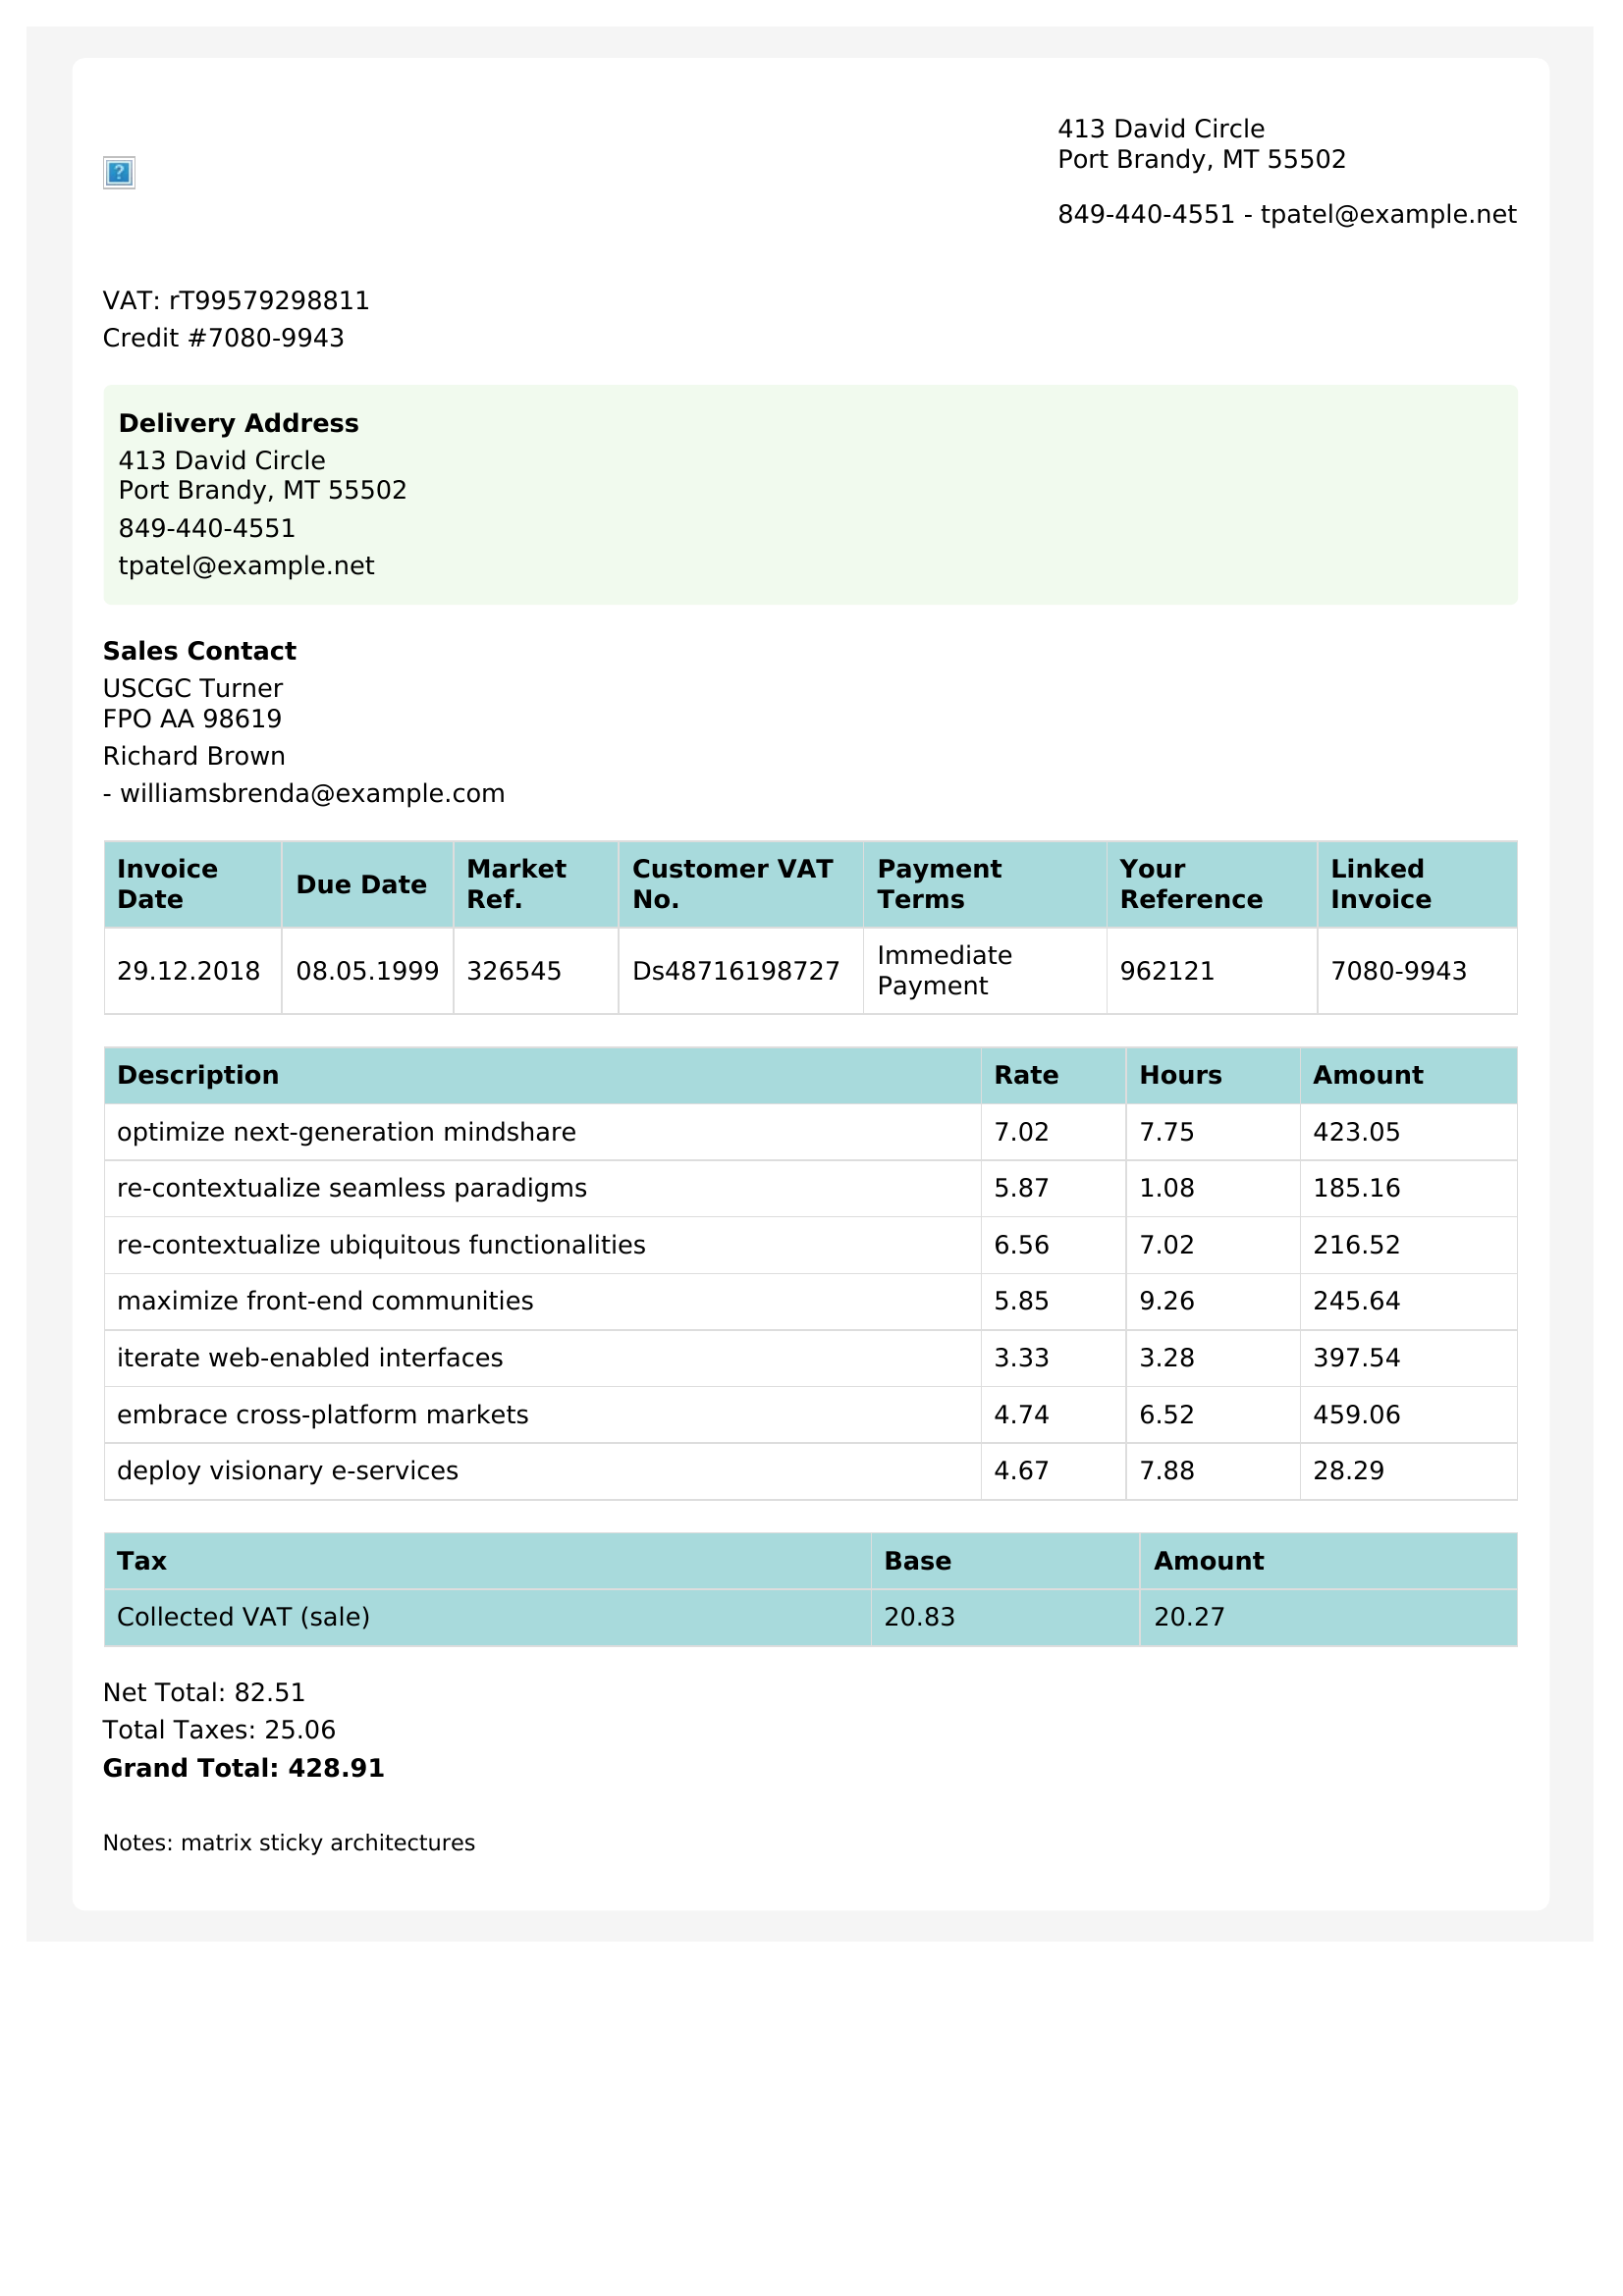 413 David Circle
Port Brandy, MT 55502
849-440-4551 - tpatel@example.net
VAT: rT99579298811
Credit #7080-9943
Delivery Address
413 David Circle
Port Brandy, MT 55502
849-440-4551
tpatel@example.net
Sales Contact
USCGC Turner
FPO AA 98619
Richard Brown
- williamsbrenda@example.com
Invoice Date Due Date Market Ref. Customer VAT No. Payment Terms Your Reference Linked Invoice
29.12.2018 08.05.1999 326545 Ds48716198727 Immediate Payment 962121 7080-9943
Description Rate Hours Amount
optimize next-generation mindshare 7.02 7.75 423.05
re-contextualize seamless paradigms 5.87 1.08 185.16
re-contextualize ubiquitous functionalities 6.56 7.02 216.52
maximize front-end communities 5.85 9.26 245.64
iterate web-enabled interfaces 3.33 3.28 397.54
embrace cross-platform markets 4.74 6.52 459.06
deploy visionary e-services 4.67 7.88 28.29
Tax Base Amount
Collected VAT (sale) 20.83 20.27
Net Total: 82.51
Total Taxes: 25.06
Grand Total: 428.91
Notes: matrix sticky architectures